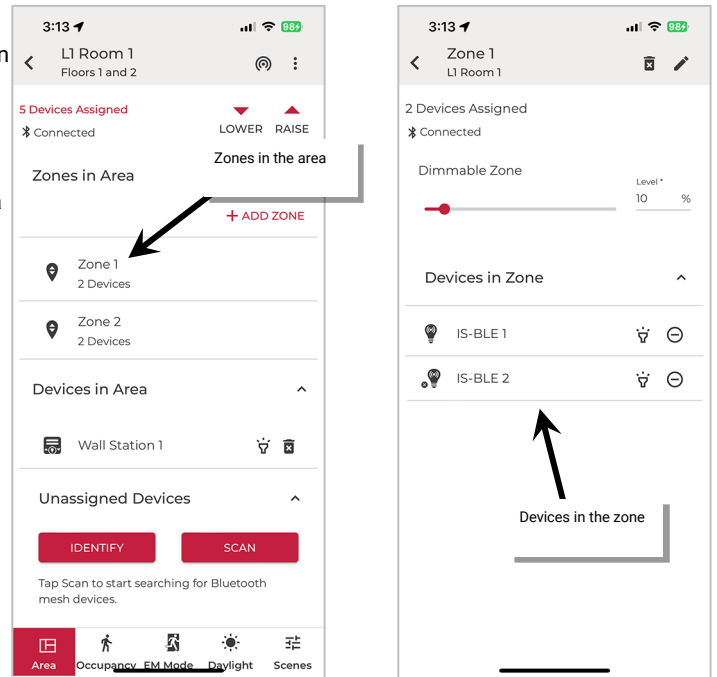 3:13
98
L1 Room 1
Floors 1 and 2
5 Devices Assigned
Connected
LOWER RAISE
Zones in the area
Zones in Area
+ ADD ZONE
Zone 1
2 Devices
Zone 2
2 Devices
Devices in Area
Wall Station 1
Unassigned Devices
IDENTIFY SCAN
Tap Scan to start searching for Bluetooth
mesh devices.
Area Occupancy EM Mode Daylight Scenes
3:13
98
Zone 1
L1 Room 1
2 Devices Assigned
Connected
Dimmable Zone
Level *
10 %
Devices in Zone
IS-BLE 1
IS-BLE 2
Devices in the zone